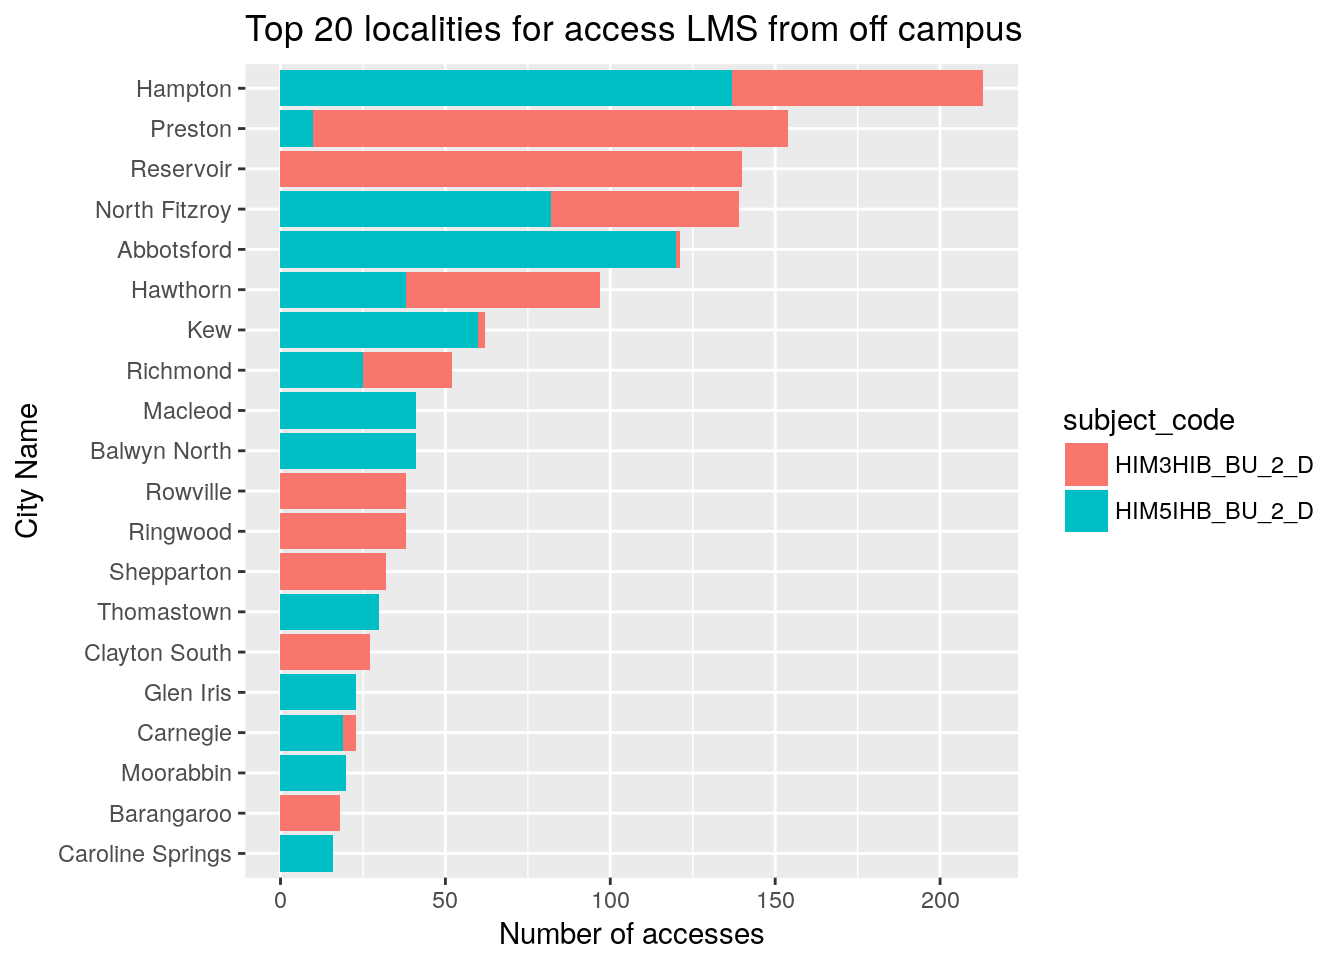 Top 20 localities for access LMS from off campus
City Name
Hampton
Preston
Reservoir
North Fitzroy
Abbotsford
Hawthorn
Kew
Richmond
Macleod
Balwyn North
Rowville
Ringwood
Shepparton
Thomastown
Clayton South
Glen Iris
Carnegie
Moorabbin
Barangaroo
Caroline Springs
0 50 100 150 200
Number of accesses
subject_code
HIM3HIB_BU_2_D
HIM5IHB_BU_2_D